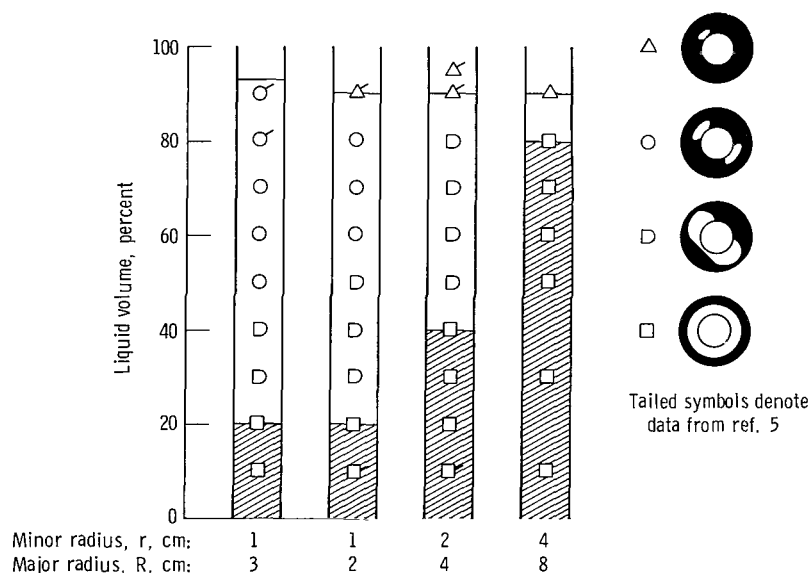 100
80
60
40
20
0
Liquid volume, percent
Minor radius, r, cm: 1 1 2 4
Major radius, R, cm: 3 2 4 8
Tailed symbols denote
data from ref. 5